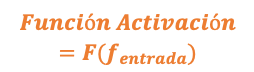 Función Activación
= F(f_entrada)